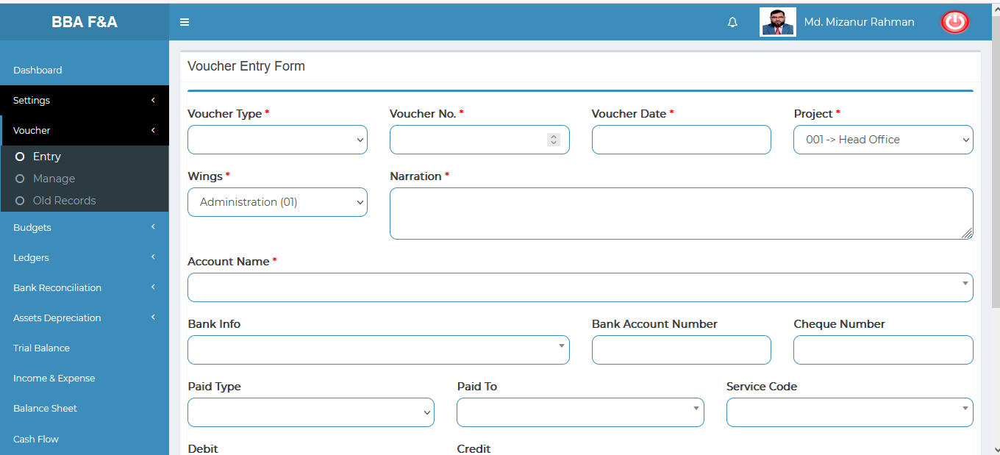 BBA F&A
Md. Mizanur Rahman
Dashboard
Settings
Voucher
Entry
Manage
Old Records
Budgets
Ledgers
Bank Reconciliation
Assets Depreciation
Trial Balance
Income & Expense
Balance Sheet
Cash Flow
Voucher Entry Form
Voucher Type * Voucher No. * Voucher Date * Project *
001 -> Head Office
Wings * Narration *
Administration (01)
Account Name *
Bank Info Bank Account Number Cheque Number
Paid Type Paid To Service Code
Debit Credit